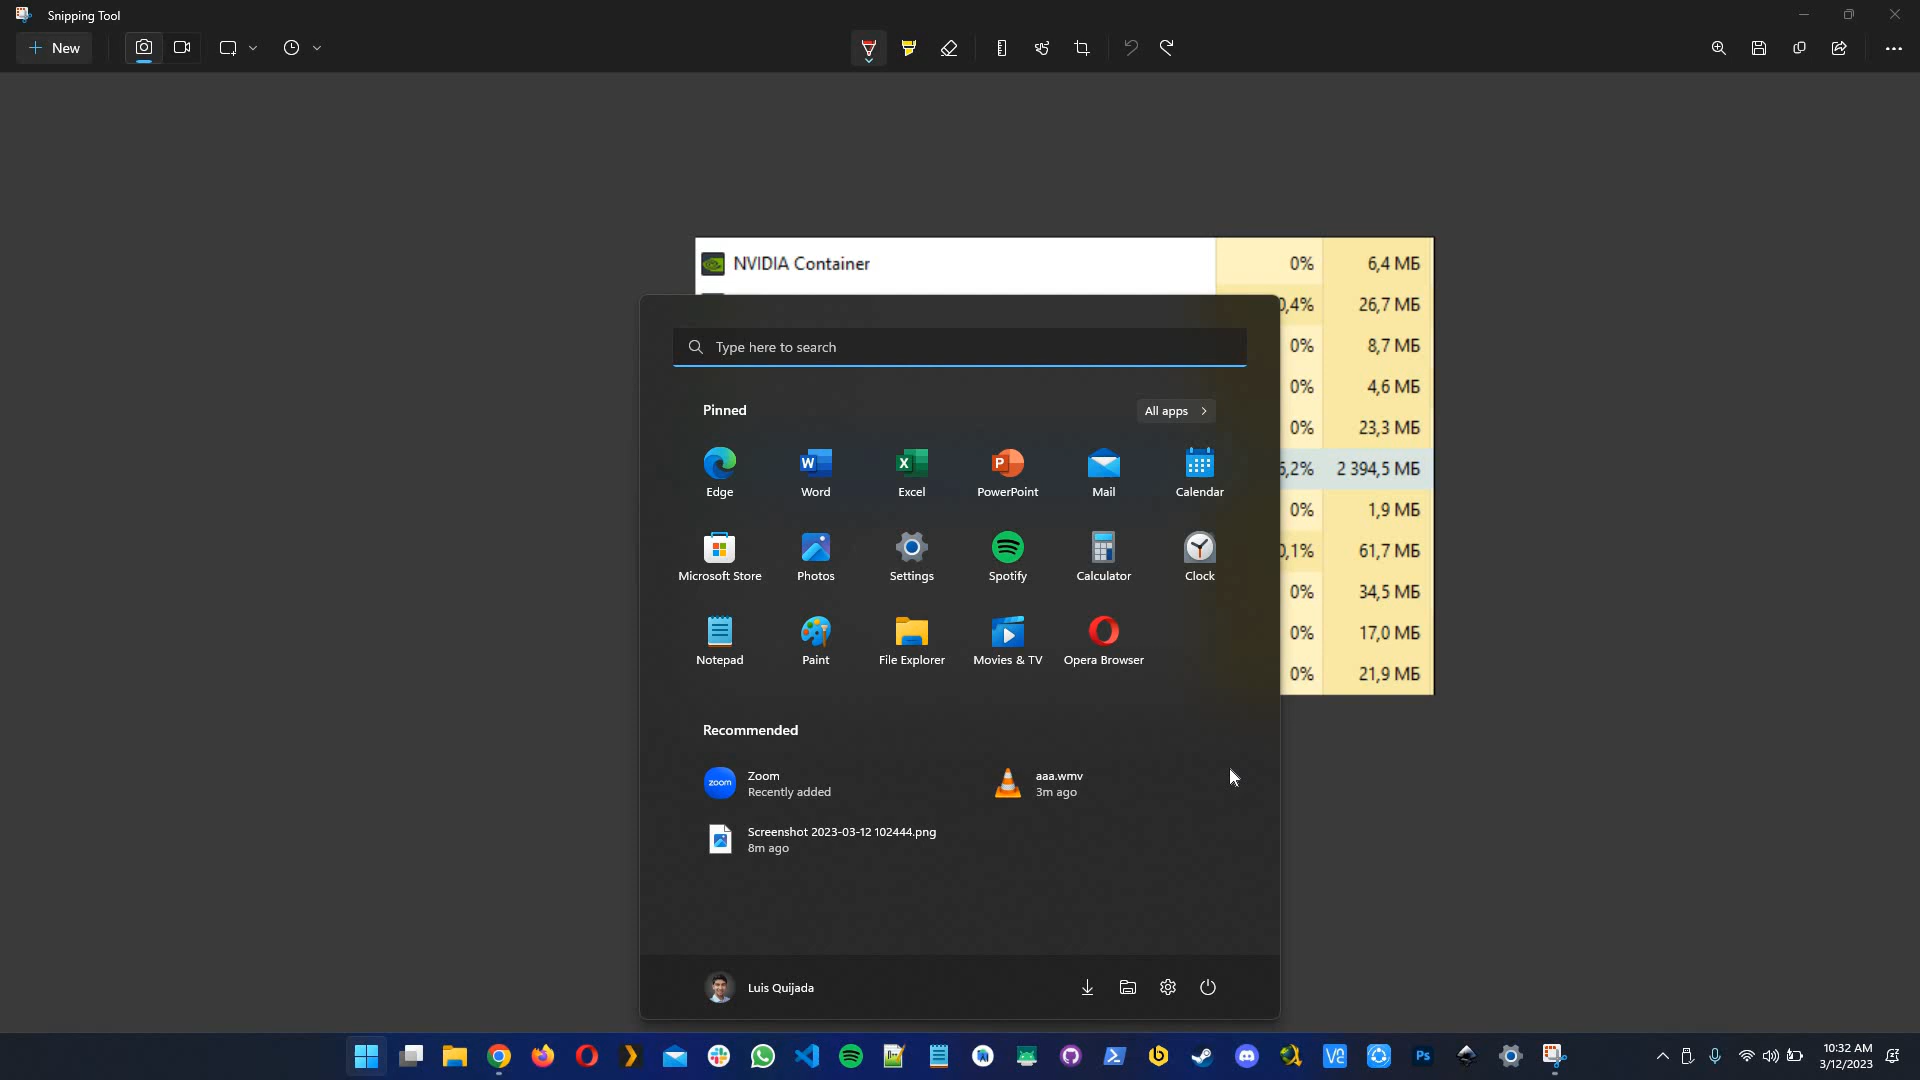 Snipping Tool
New
NVIDIA Container 0% 6,4 МБ
0,4% 26,7 МБ
0% 8,7 МБ
0% 4,6 МБ
0% 23,3 МБ
,2% 2 394,5 МБ
0% 1,9 МБ
0,1% 61,7 МБ
0% 34,5 МБ
0% 17,0 МБ
0% 21,9 МБ
Type here to search
Pinned
All apps
Edge Word Excel PowerPoint Mail Calendar
Microsoft Store Photos Settings Spotify Calculator Clock
Notepad Paint File Explorer Movies & TV Opera Browser
Recommended
zoom
Zoom
Recently added
aaa.wmv
3m ago
Screenshot 2023-03-12 102444.png
8m ago
Luis Quijada
Ps
10:32 AM
3/12/2023